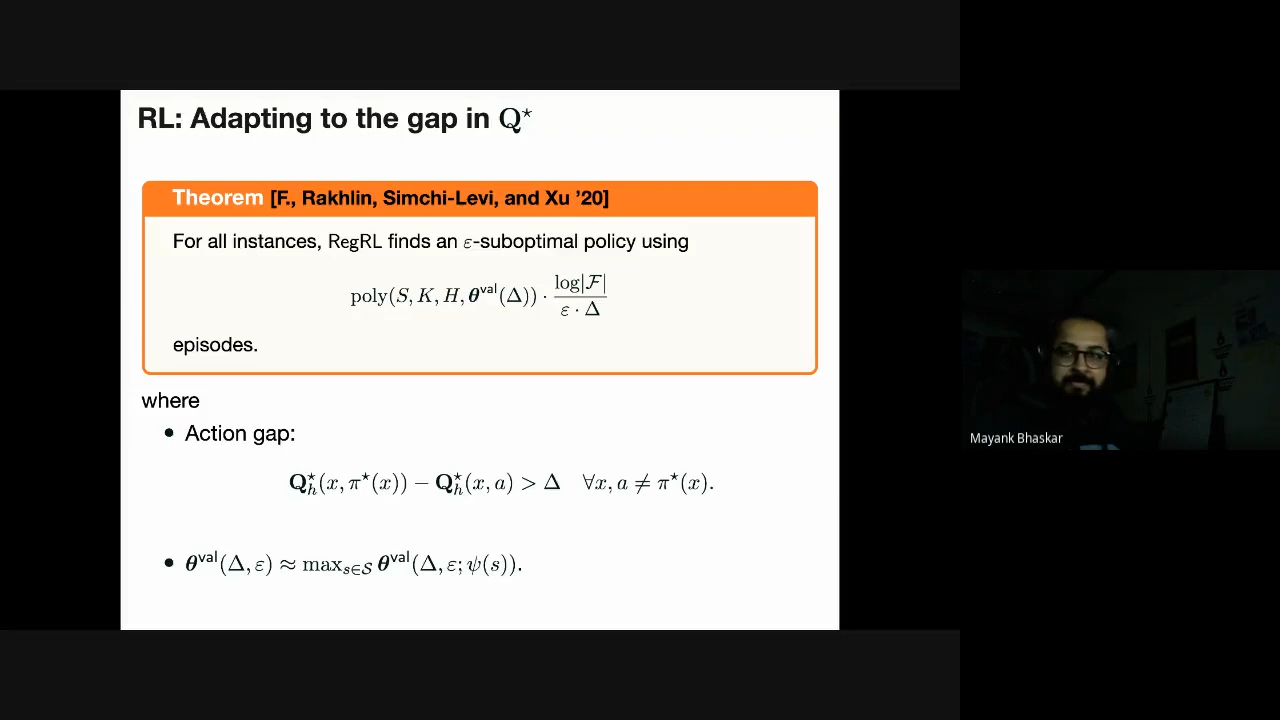 RL: Adapting to the gap in Q⋆
Theorem [F., Rakhlin, Simchi-Levi, and Xu ’20]
For all instances, RegRL finds an ε-suboptimal policy using
poly(S, K, H, θ^val(Δ)) · log|F| / (ε · Δ)
episodes.
where
• Action gap:
Q⋆_h(x, π⋆(x)) − Q⋆_h(x, a) > Δ ∀x, a ≠ π⋆(x).
• θ^val(Δ, ε) ≈ max_{s∈S} θ^val(Δ, ε; ψ(s)).
Mayank Bhaskar